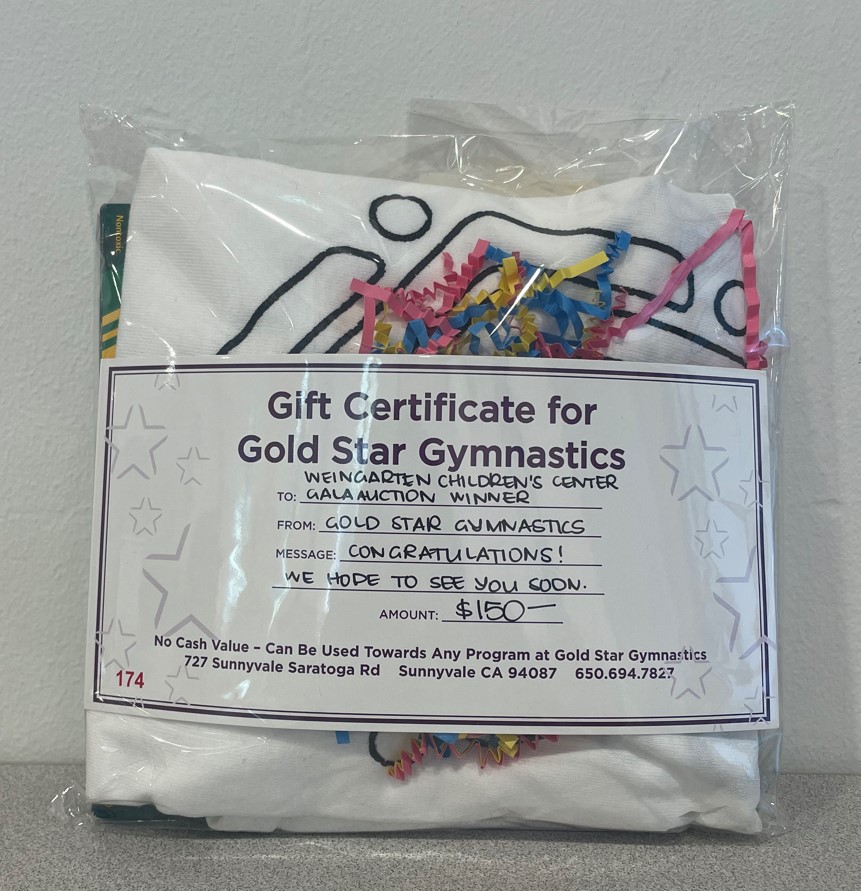 Nontoxic
Gift Certificate for
Gold Star Gymnastics
WEINGARTEN CHILDREN'S CENTER
TO: GALA AUCTION WINNER
FROM: GOLD STAR GYMNASTICS
MESSAGE: CONGRATULATIONS!
WE HOPE TO SEE YOU SOON.
AMOUNT: $150—
No Cash Value – Can Be Used Towards Any Program at Gold Star Gymnastics
727 Sunnyvale Saratoga Rd Sunnyvale CA 94087 650.694.7827
174